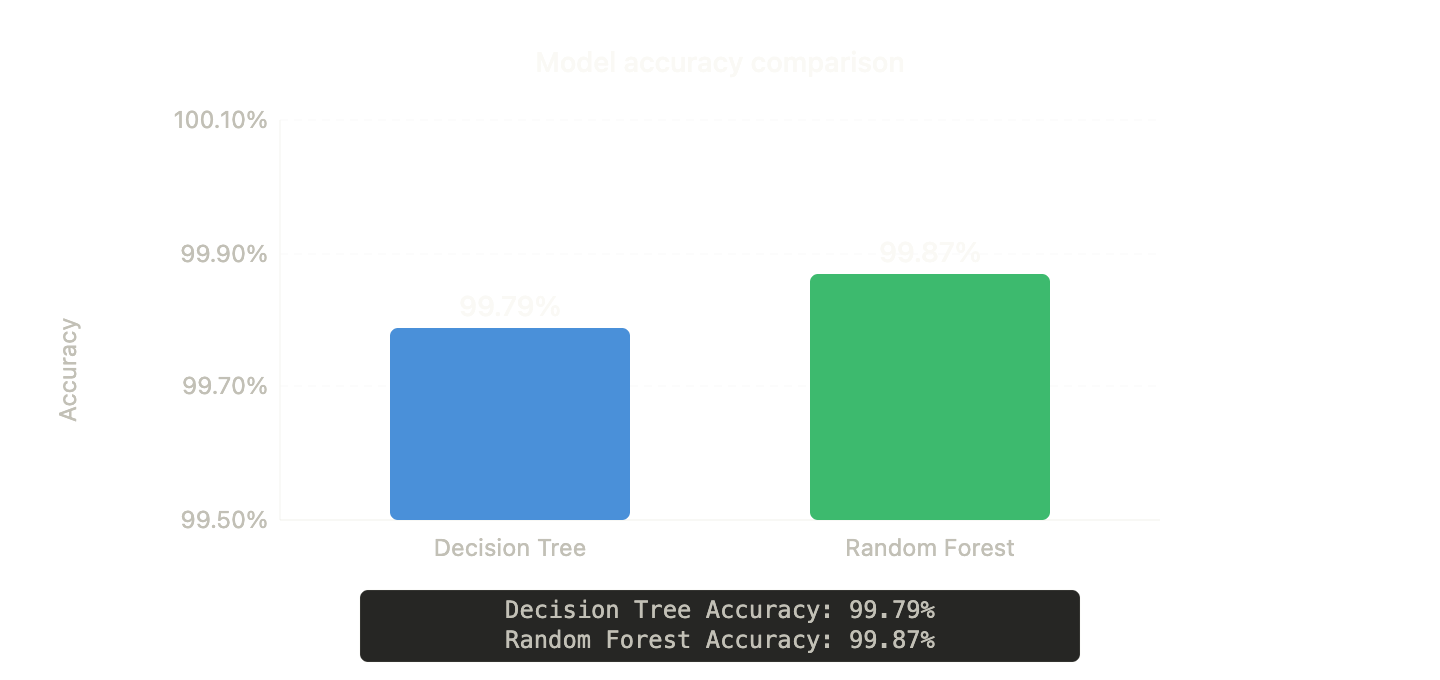 Model accuracy comparison
100.10%
99.90%
99.87%
99.79%
99.70%
99.50%
Accuracy
Decision Tree
Random Forest
Decision Tree Accuracy: 99.79%
Random Forest Accuracy: 99.87%